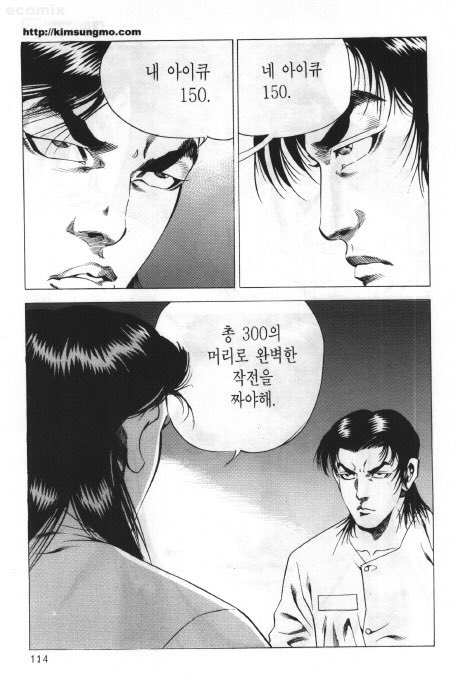 ecomix
http://kimsungmo.com
내 아이큐
150.
네 아이큐
150.
총 300의
머리로 완벽한
작전을
짜야해.
114